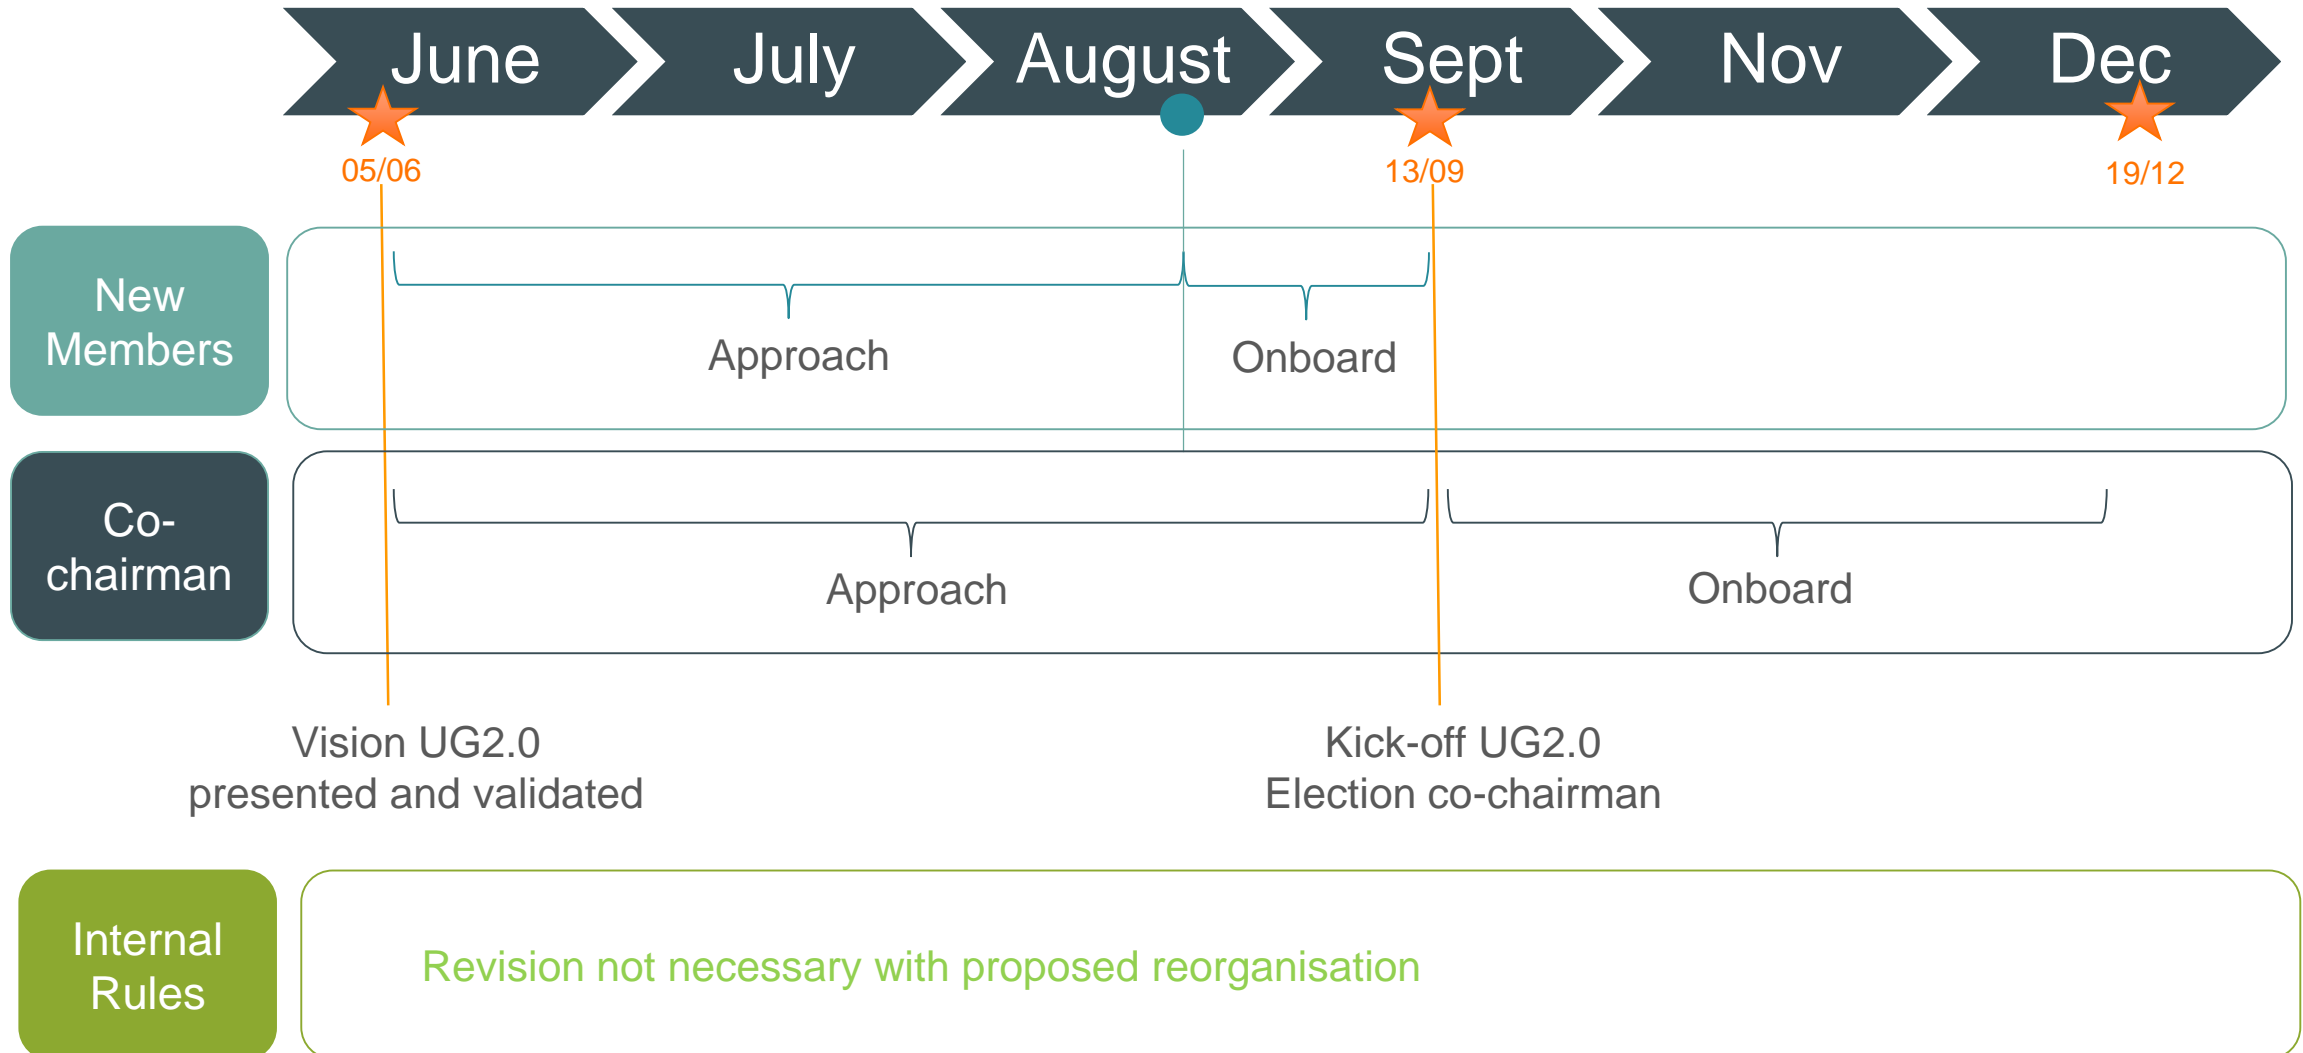 June July August Sept Nov Dec
05/06 13/09 19/12
New
Members
Approach Onboard
Co-
chairman
Approach Onboard
Vision UG2.0
presented and validated
Kick-off UG2.0
Election co-chairman
Internal
Rules
Revision not necessary with proposed reorganisation